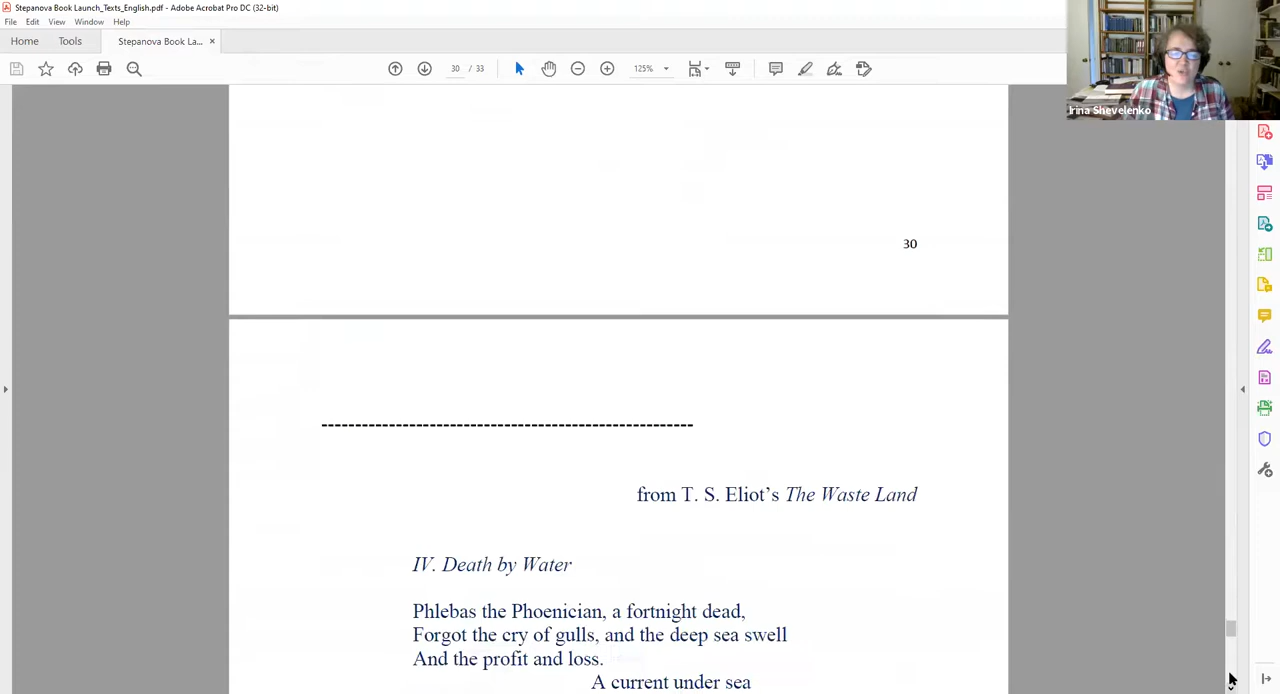 Stepanova Book Launch_Texts_English.pdf - Adobe Acrobat Pro DC (32-bit)
File Edit View Window Help
Home Tools Stepanova Book La... ×
30 / 33 125%
Irina Shevelenko
30
-------------------------------------------------------
from T. S. Eliot’s The Waste Land
IV. Death by Water
Phlebas the Phoenician, a fortnight dead,
Forgot the cry of gulls, and the deep sea swell
And the profit and loss.
A current under sea